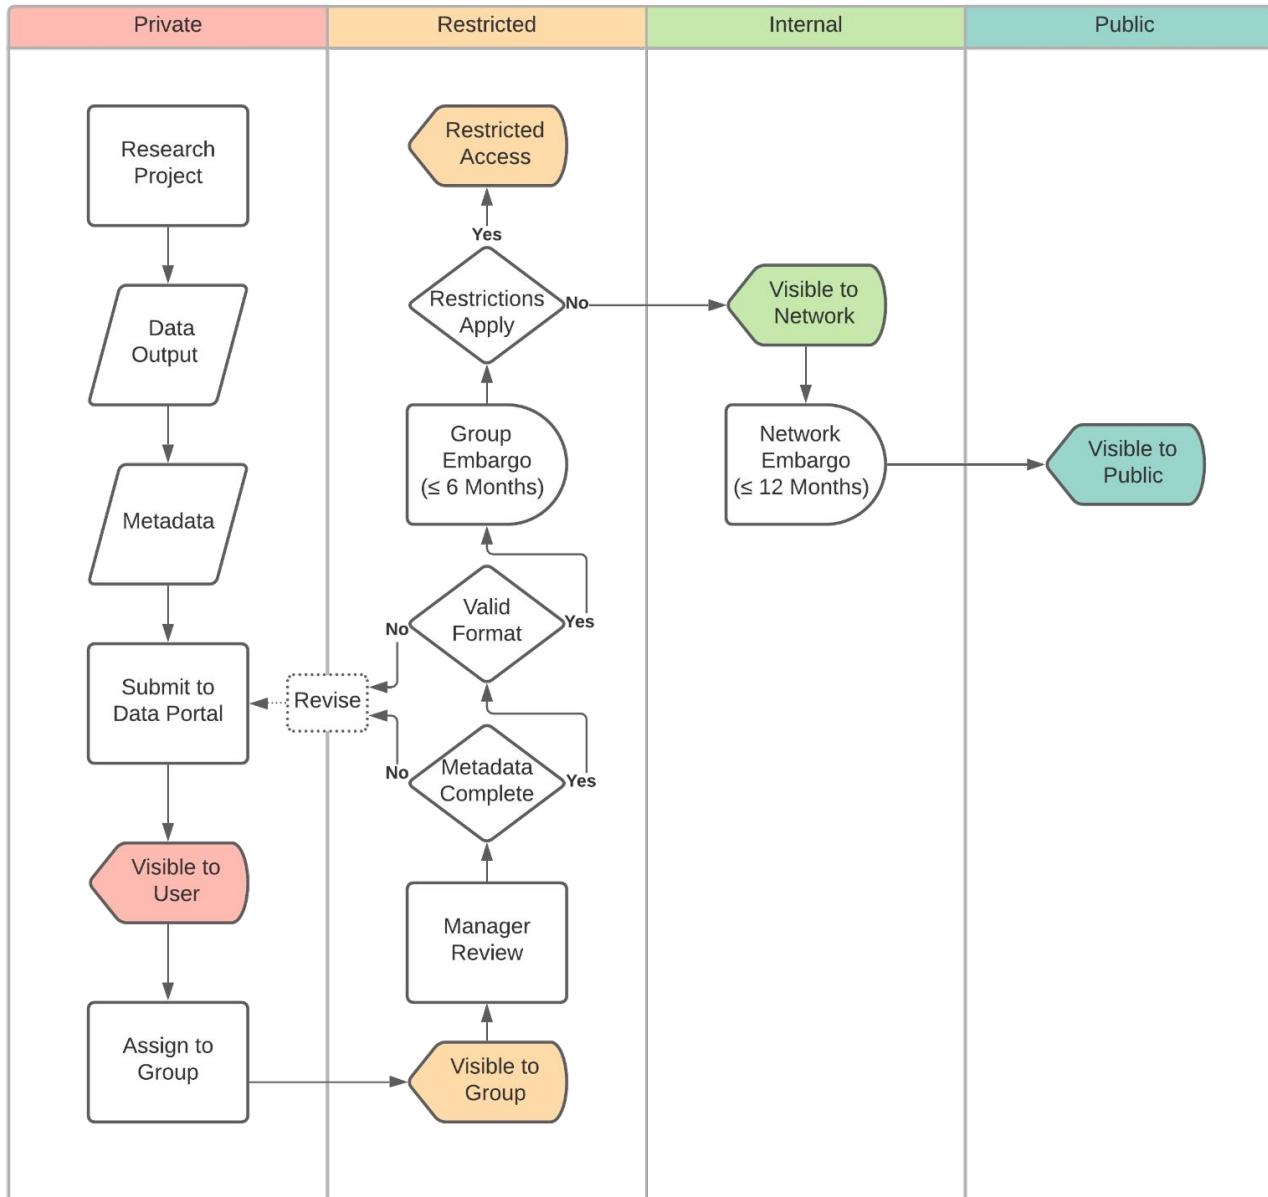 Private
Restricted
Internal
Public
Research
Project
Data
Output
Metadata
Submit to
Data Portal
Visible to
User
Assign to
Group
Restricted
Access
Yes
Restrictions
Apply
No
Group
Embargo
(≤ 6 Months)
Valid
Format
No
Yes
Revise
Metadata
Complete
No
Yes
Manager
Review
Visible to
Group
Visible to
Network
Network
Embargo
(≤ 12 Months)
Visible to
Public